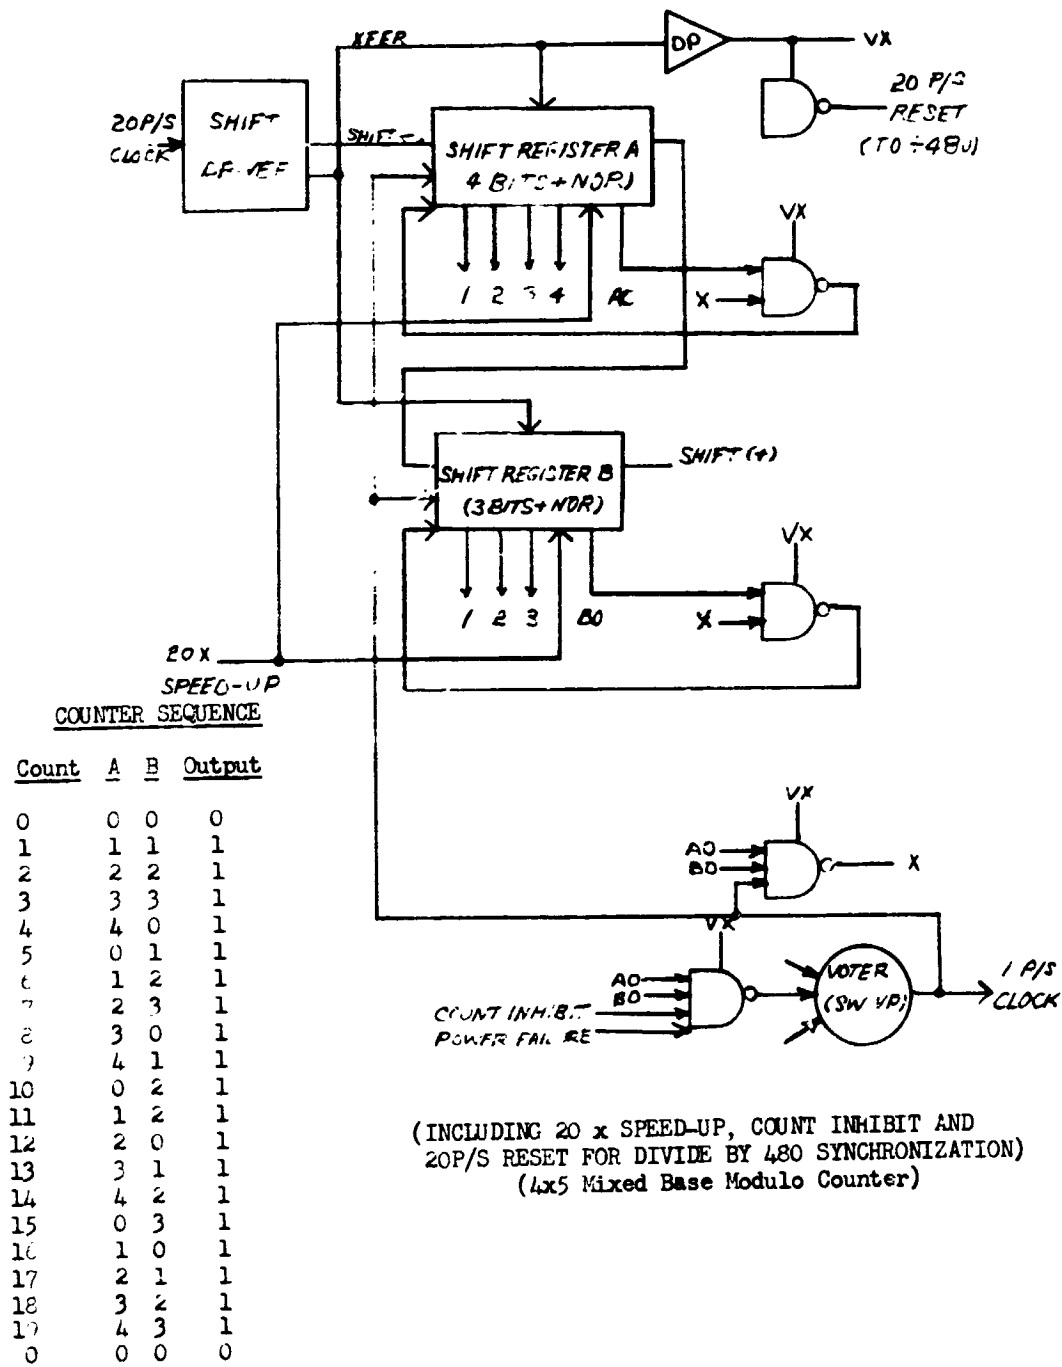 XFER
DP
VX
20P/S
CLOCK
SHIFT
SHIFT
SHIFT REGISTER A
4 BITS + NOR)
20 P/S
RESET
(TO ÷480)
VX
1 2 3 4 AO
X
SHIFT REGISTER B
(3 BITS + NOR)
SHIFT (+)
VX
1 2 3 BO
X
20X
SPEED-UP
COUNTER SEQUENCE
Count A B Output
0 0 0 0
1 1 1 1
2 2 2 1
3 3 3 1
4 4 0 1
5 0 1 1
6 1 2 1
7 2 3 1
8 3 0 1
9 4 1 1
10 0 2 1
11 1 2 1
12 2 0 1
13 3 1 1
14 4 2 1
15 0 3 1
16 1 0 1
17 2 1 1
18 3 2 1
19 4 3 1
0 0 0 0
VX
AO
BO
X
VX
AO
BO
COUNT INHIBIT
POWER FAILURE
VOTER
(SW VP)
1 P/S
CLOCK
(INCLUDING 20 x SPEED-UP, COUNT INHIBIT AND
20P/S RESET FOR DIVIDE BY 480 SYNCHRONIZATION)
(4x5 Mixed Base Modulo Counter)